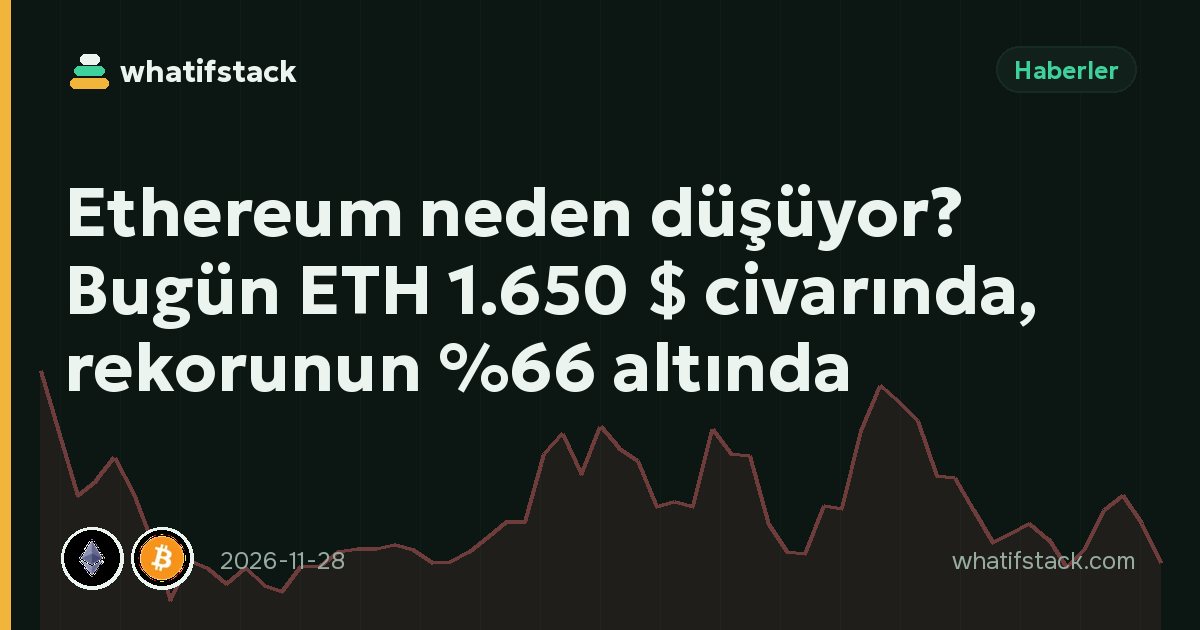 whatifstack
Haberler
Ethereum neden düşüyor?
Bugün ETH 1.650 $ civarında,
rekorunun %66 altında
2026-11-28
whatifstack.com